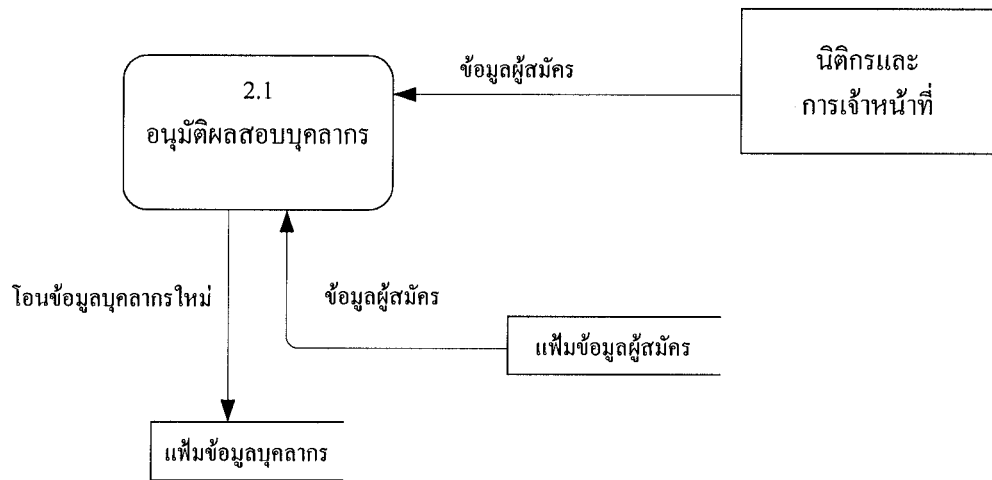 นิติกรและ
การเจ้าหน้าที่
ข้อมูลผู้สมัคร
2.1
อนุมัติผลสอบบุคลากร
โอนข้อมูลบุคลากรใหม่
ข้อมูลผู้สมัคร
แฟ้มข้อมูลผู้สมัคร
แฟ้มข้อมูลบุคลากร